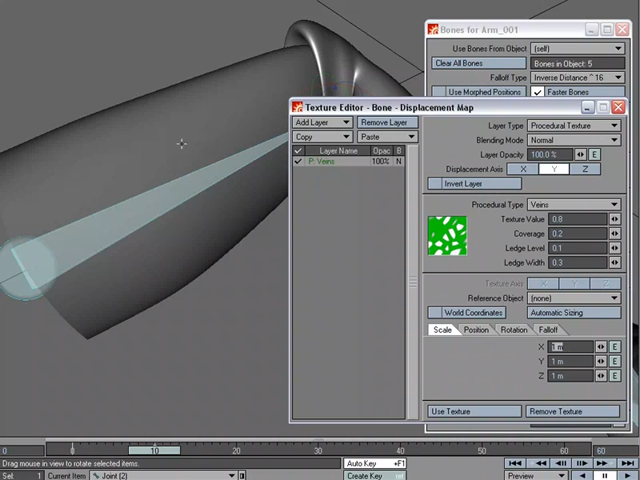 Bones for Arm_001
Use Bones From Object (self)
Clear All Bones Bones in Object: 5
Falloff Type Inverse Distance ^ 16
Use Morphed Positions Faster Bones
Texture Editor - Bone - Displacement Map
Add Layer Remove Layer
Copy Paste
Layer Name Opac B
P: Veins 100% N
Layer Type Procedural Texture
Blending Mode Normal
Layer Opacity 100.0 % E
Displacement Axis X Y Z
Invert Layer
Procedural Type Veins
Texture Value 0.8
Coverage 0.2
Ledge Level 0.1
Ledge Width 0.3
Texture Axis X Y Z
Reference Object (none)
World Coordinates Automatic Sizing
Scale Position Rotation Falloff
X 1 m E
Y 1 m E
Z 1 m E
Use Texture Remove Texture
0 0 10 20 30 40 60 60
Drag mouse in view to rotate selected items. Auto Key +F1
Sel: 1 Current Item Joint (2) Create Key Preview